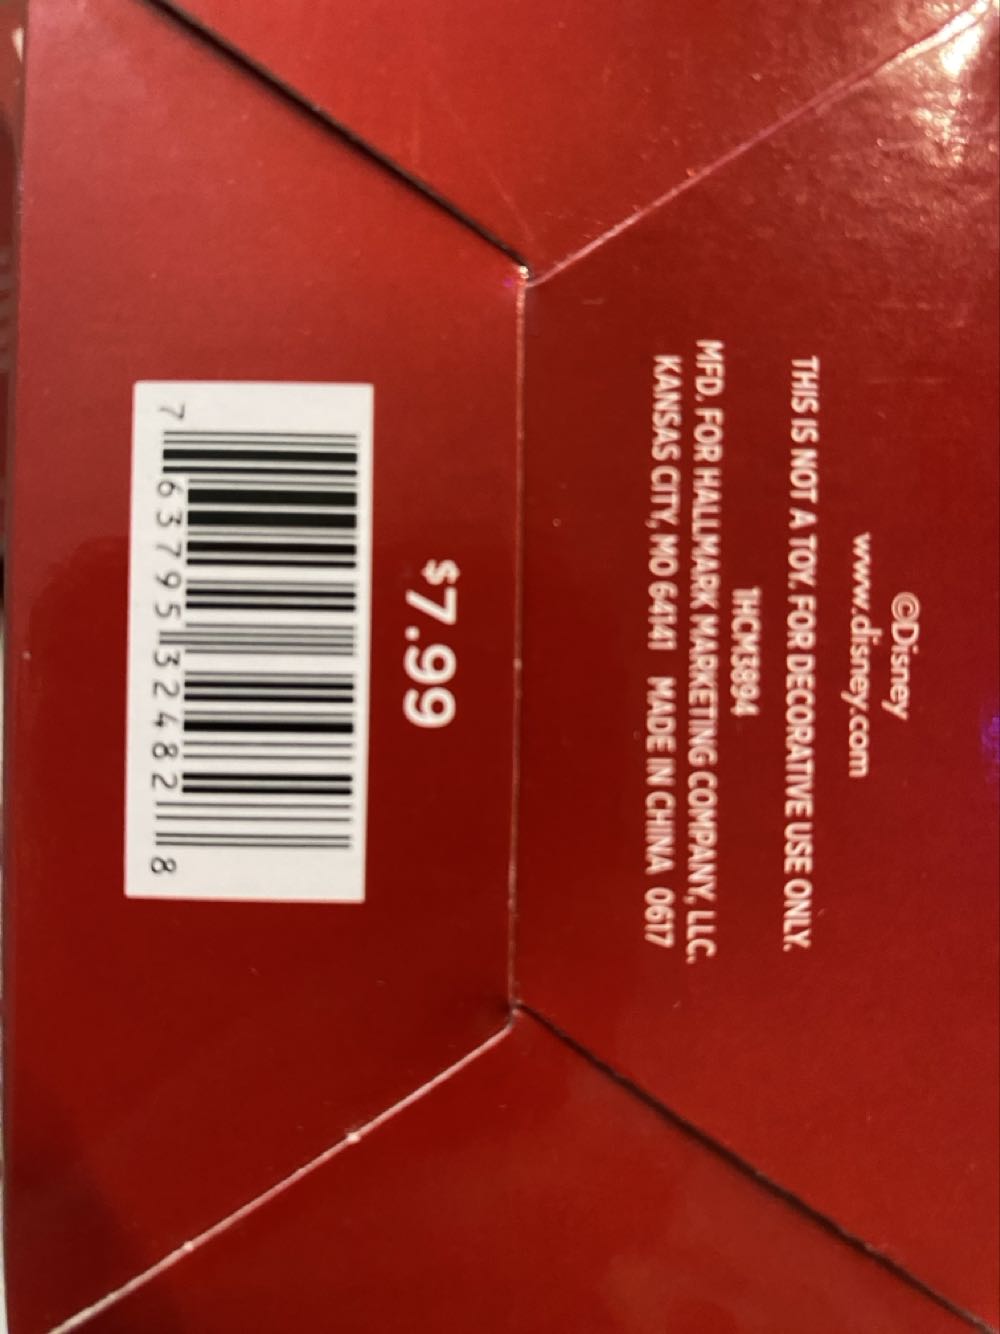 ©Disney
www.disney.com
THIS IS NOT A TOY. FOR DECORATIVE USE ONLY.
1HCM3894
MFD. FOR HALLMARK MARKETING COMPANY, LLC.
KANSAS CITY, MO 64141 MADE IN CHINA 0617
$7.99
7 63795 32482 8